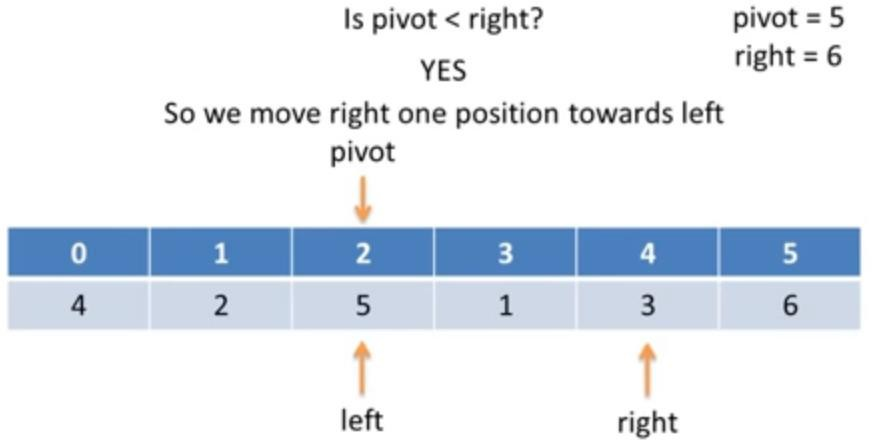 Is pivot < right?
pivot = 5
right = 6
YES
So we move right one position towards left
pivot
0 1 2 3 4 5
4 2 5 1 3 6
left right